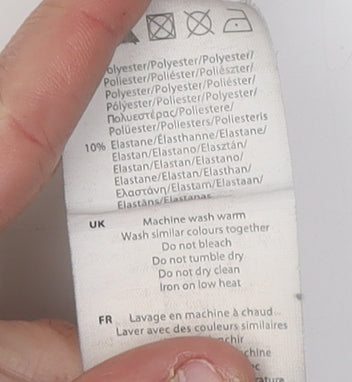 Polyester/Polyester/Polyester/
Poliester/Poliéster/Poliészter/
Polyester/Polyester/Poliéster/
Póliyester/Poliester/Polyester/
Πολυεστέρας/Poliestere/
Polüester/Poliesters/Poliesteris
10% Elastane/Élasthanne/Elastane/
Elastan/Elastano/Elasztán/
Elastan/Elastan/Elastano/
Elastane/Elastan/Elasthan/
Ελαστάνη/Elastam/Elastaan/
Elastāns/Elastanas
UK Machine wash warm
Wash similar colours together
Do not bleach
Do not tumble dry
Do not dry clean
Iron on low heat
FR Lavage en machine à chaud
Laver avec des couleurs similaires